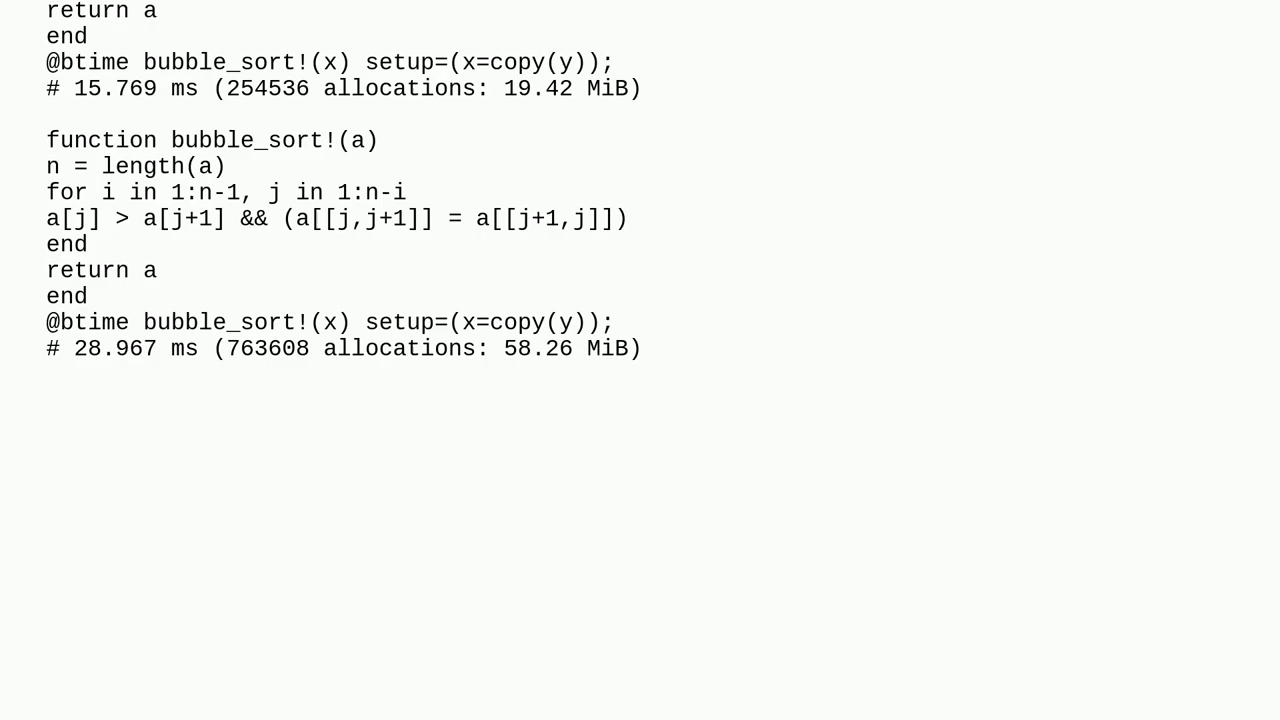 return a
end
@btime bubble_sort!(x) setup=(x=copy(y));
# 15.769 ms (254536 allocations: 19.42 MiB)

function bubble_sort!(a)
n = length(a)
for i in 1:n-1, j in 1:n-i
a[j] > a[j+1] && (a[[j,j+1]] = a[[j+1,j]])
end
return a
end
@btime bubble_sort!(x) setup=(x=copy(y));
# 28.967 ms (763608 allocations: 58.26 MiB)